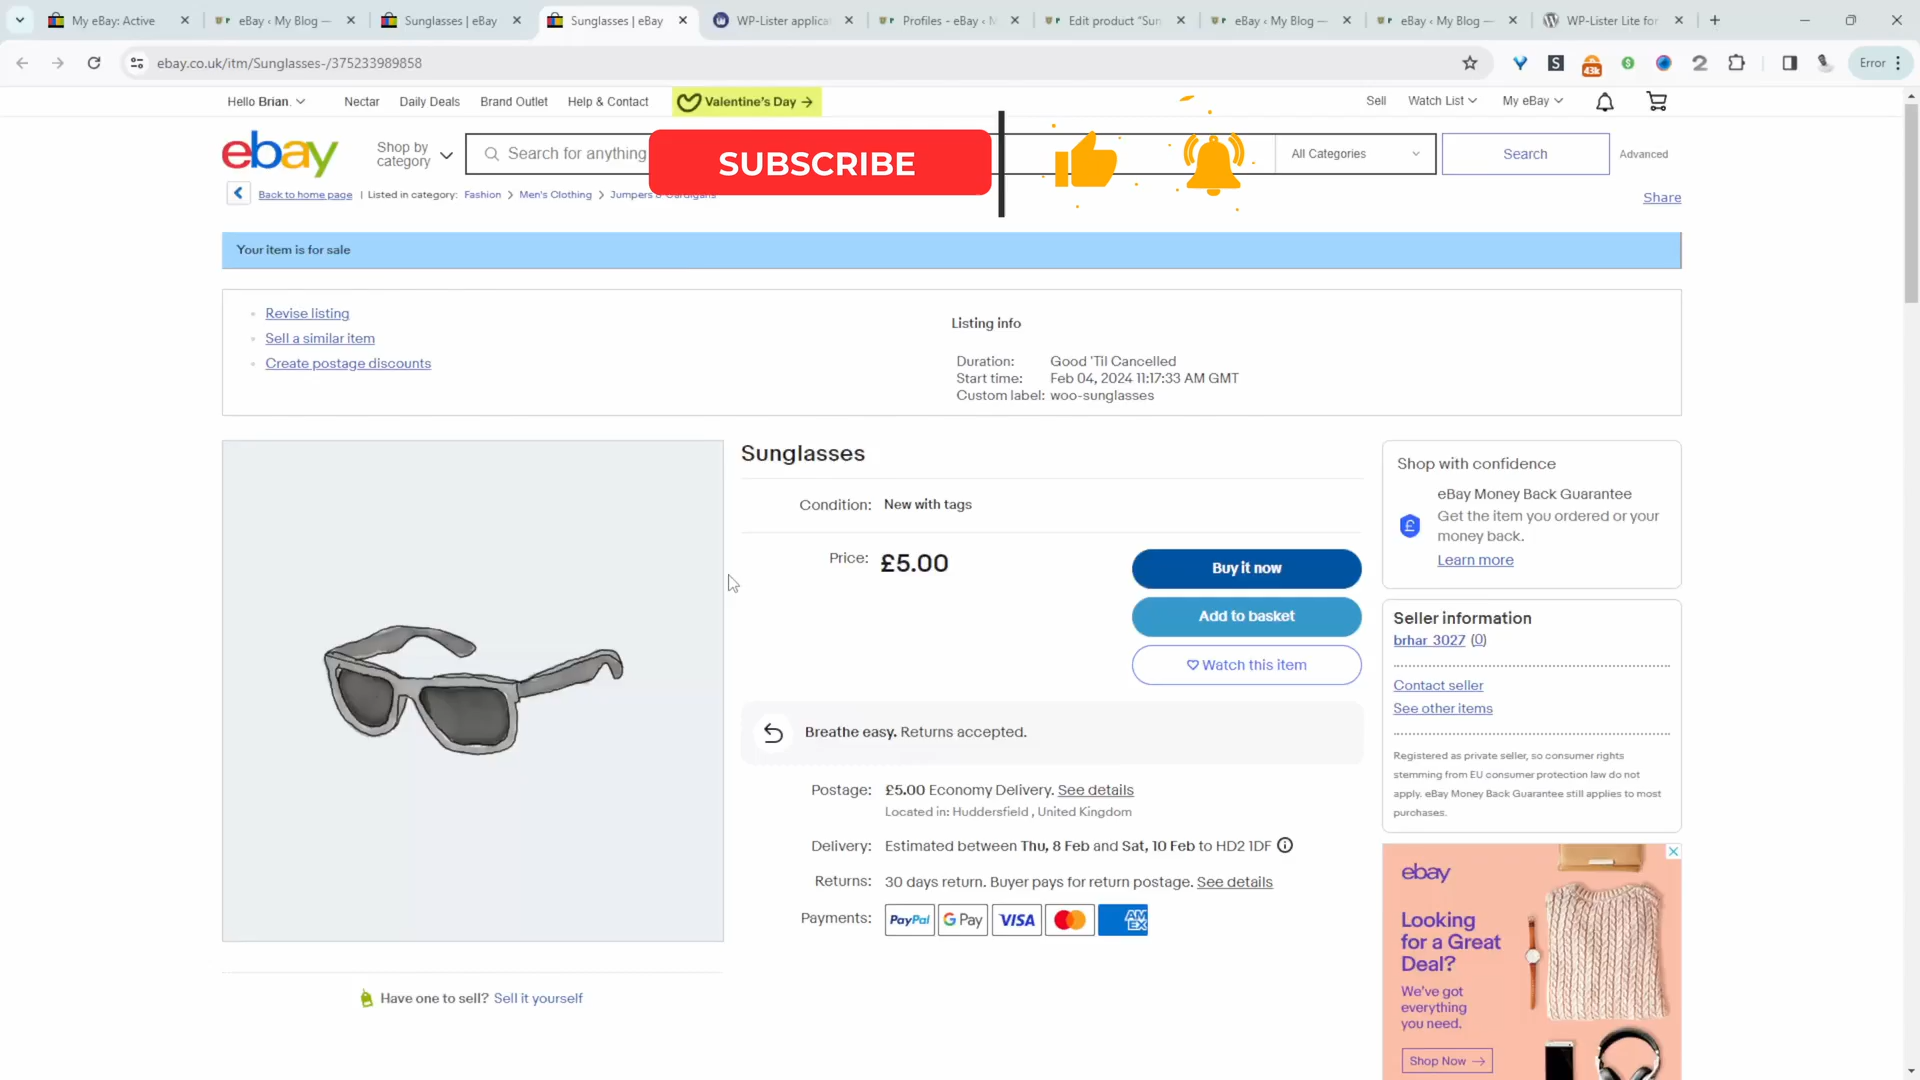 My eBay: Active
eBay ‹ My Blog —
Sunglasses | eBay
Sunglasses | eBay
WP-Lister applica
Profiles - eBay ‹ M
Edit product "Sun
eBay ‹ My Blog —
eBay ‹ My Blog —
WP-Lister Lite for
ebay.co.uk/itm/Sunglasses-/375233989858
S
43k
$
2
Error
Hello Brian.
Nectar
Daily Deals
Brand Outlet
Help & Contact
Valentine's Day →
Sell
Watch List
My eBay
ebay
Shop by
category
Search for anything
SUBSCRIBE
All Categories
Search
Advanced
Back to home page
| Listed in category:
Fashion
Men's Clothing
Jumpers & Cardigans
Share
Your item is for sale
Revise listing
Sell a similar item
Create postage discounts
Listing info
Duration: Good 'Til Cancelled
Start time: Feb 04, 2024 11:17:33 AM GMT
Custom label: woo-sunglasses
Sunglasses
Condition: New with tags
Price: £5.00
Buy it now
Add to basket
Watch this item
Breathe easy. Returns accepted.
Postage: £5.00 Economy Delivery. See details
Located in: Huddersfield , United Kingdom
Delivery: Estimated between Thu, 8 Feb and Sat, 10 Feb to HD2 1DF
Returns: 30 days return. Buyer pays for return postage. See details
Payments: PayPal G Pay VISA AM EX
Have one to sell? Sell it yourself
Shop with confidence
eBay Money Back Guarantee
£
Get the item you ordered or your
money back.
Learn more
Seller information
brhar_3027 (0)
Contact seller
See other items
Registered as private seller, so consumer rights
stemming from EU consumer protection law do not
apply. eBay Money Back Guarantee still applies to most
purchases.
ebay
Looking
for a Great
Deal?
We've got
everything
you need.
Shop Now →